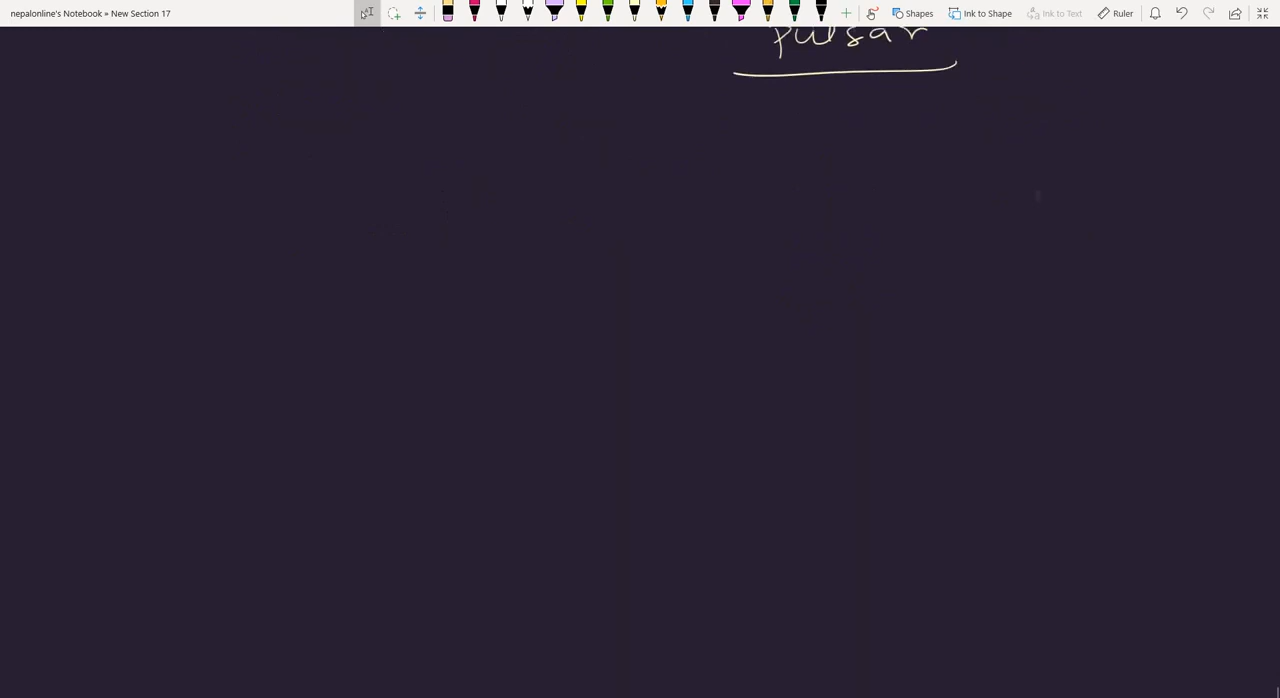 nepalonline's Notebook » New Section 17
Shapes
Ink to Shape
Ink to Text
Ruler
pulsar